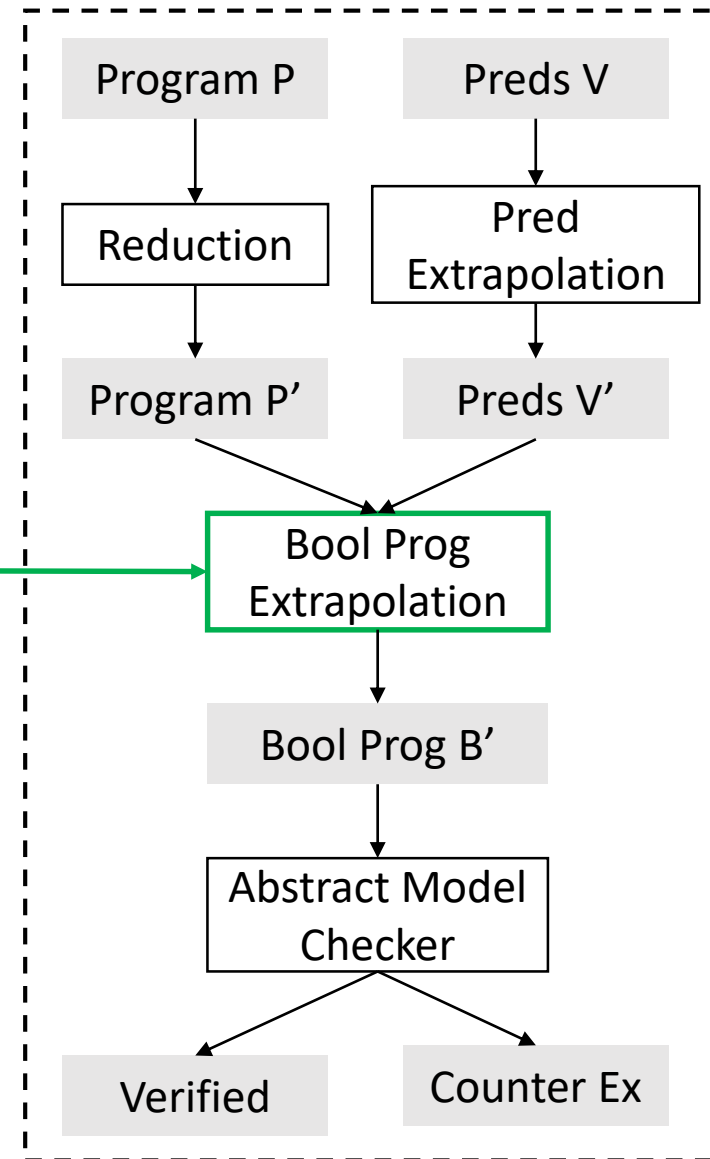 Program P
Preds V
Reduction
Pred
Extrapolation
Program P’
Preds V’
Bool Prog
Extrapolation
Bool Prog B’
Abstract Model
Checker
Verified
Counter Ex